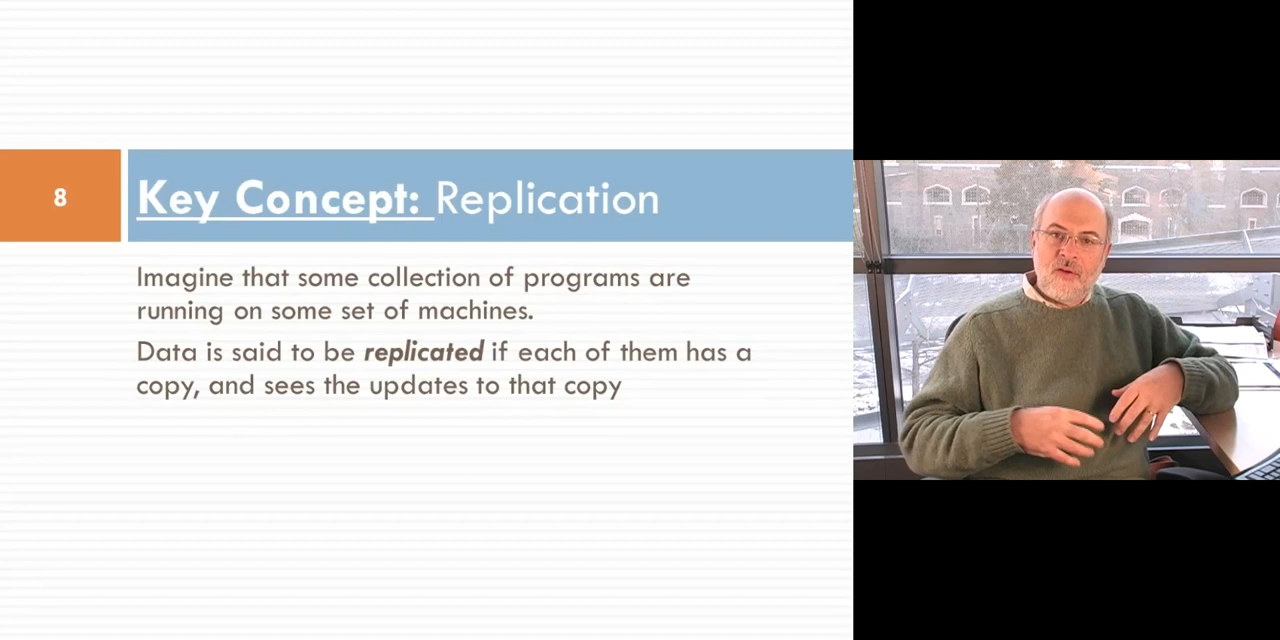 8
Key Concept: Replication
Imagine that some collection of programs are
running on some set of machines.
Data is said to be replicated if each of them has a
copy, and sees the updates to that copy